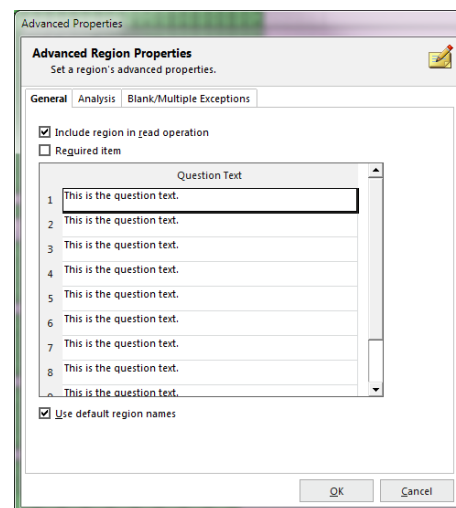 Advanced Properties
Advanced Region Properties
Set a region's advanced properties.
General Analysis Blank/Multiple Exceptions
Include region in read operation
Required item
Question Text
1 This is the question text.
2 This is the question text.
3 This is the question text.
4 This is the question text.
5 This is the question text.
6 This is the question text.
7 This is the question text.
8 This is the question text.
This is the question text.
Use default region names
OK Cancel